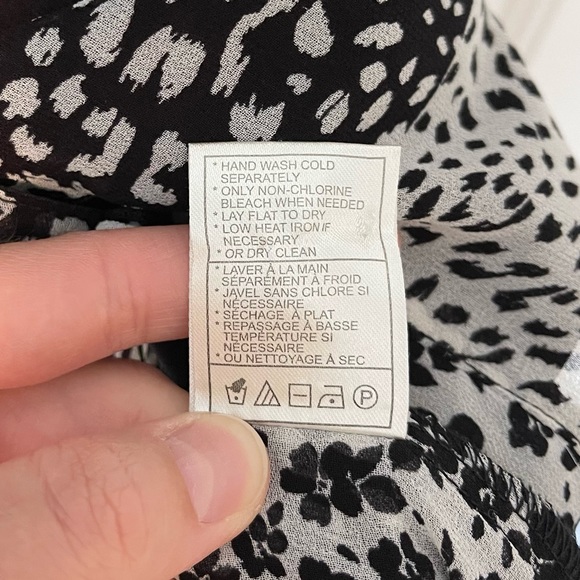 * HAND WASH COLD
SEPARATELY
* ONLY NON-CHLORINE
BLEACH WHEN NEEDED
* LAY FLAT TO DRY
* LOW HEAT IRON IF
NECESSARY
* OR DRY CLEAN
* LAVER À LA MAIN
SÉPARÉMENT À FROID
* JAVEL SANS CHLORE SI
NÉCESSAIRE
* SÉCHAGE À PLAT
* REPASSAGE À BASSE
TEMPÉRATURE SI
NÉCESSAIRE
* OU NETTOYAGE À SEC
P